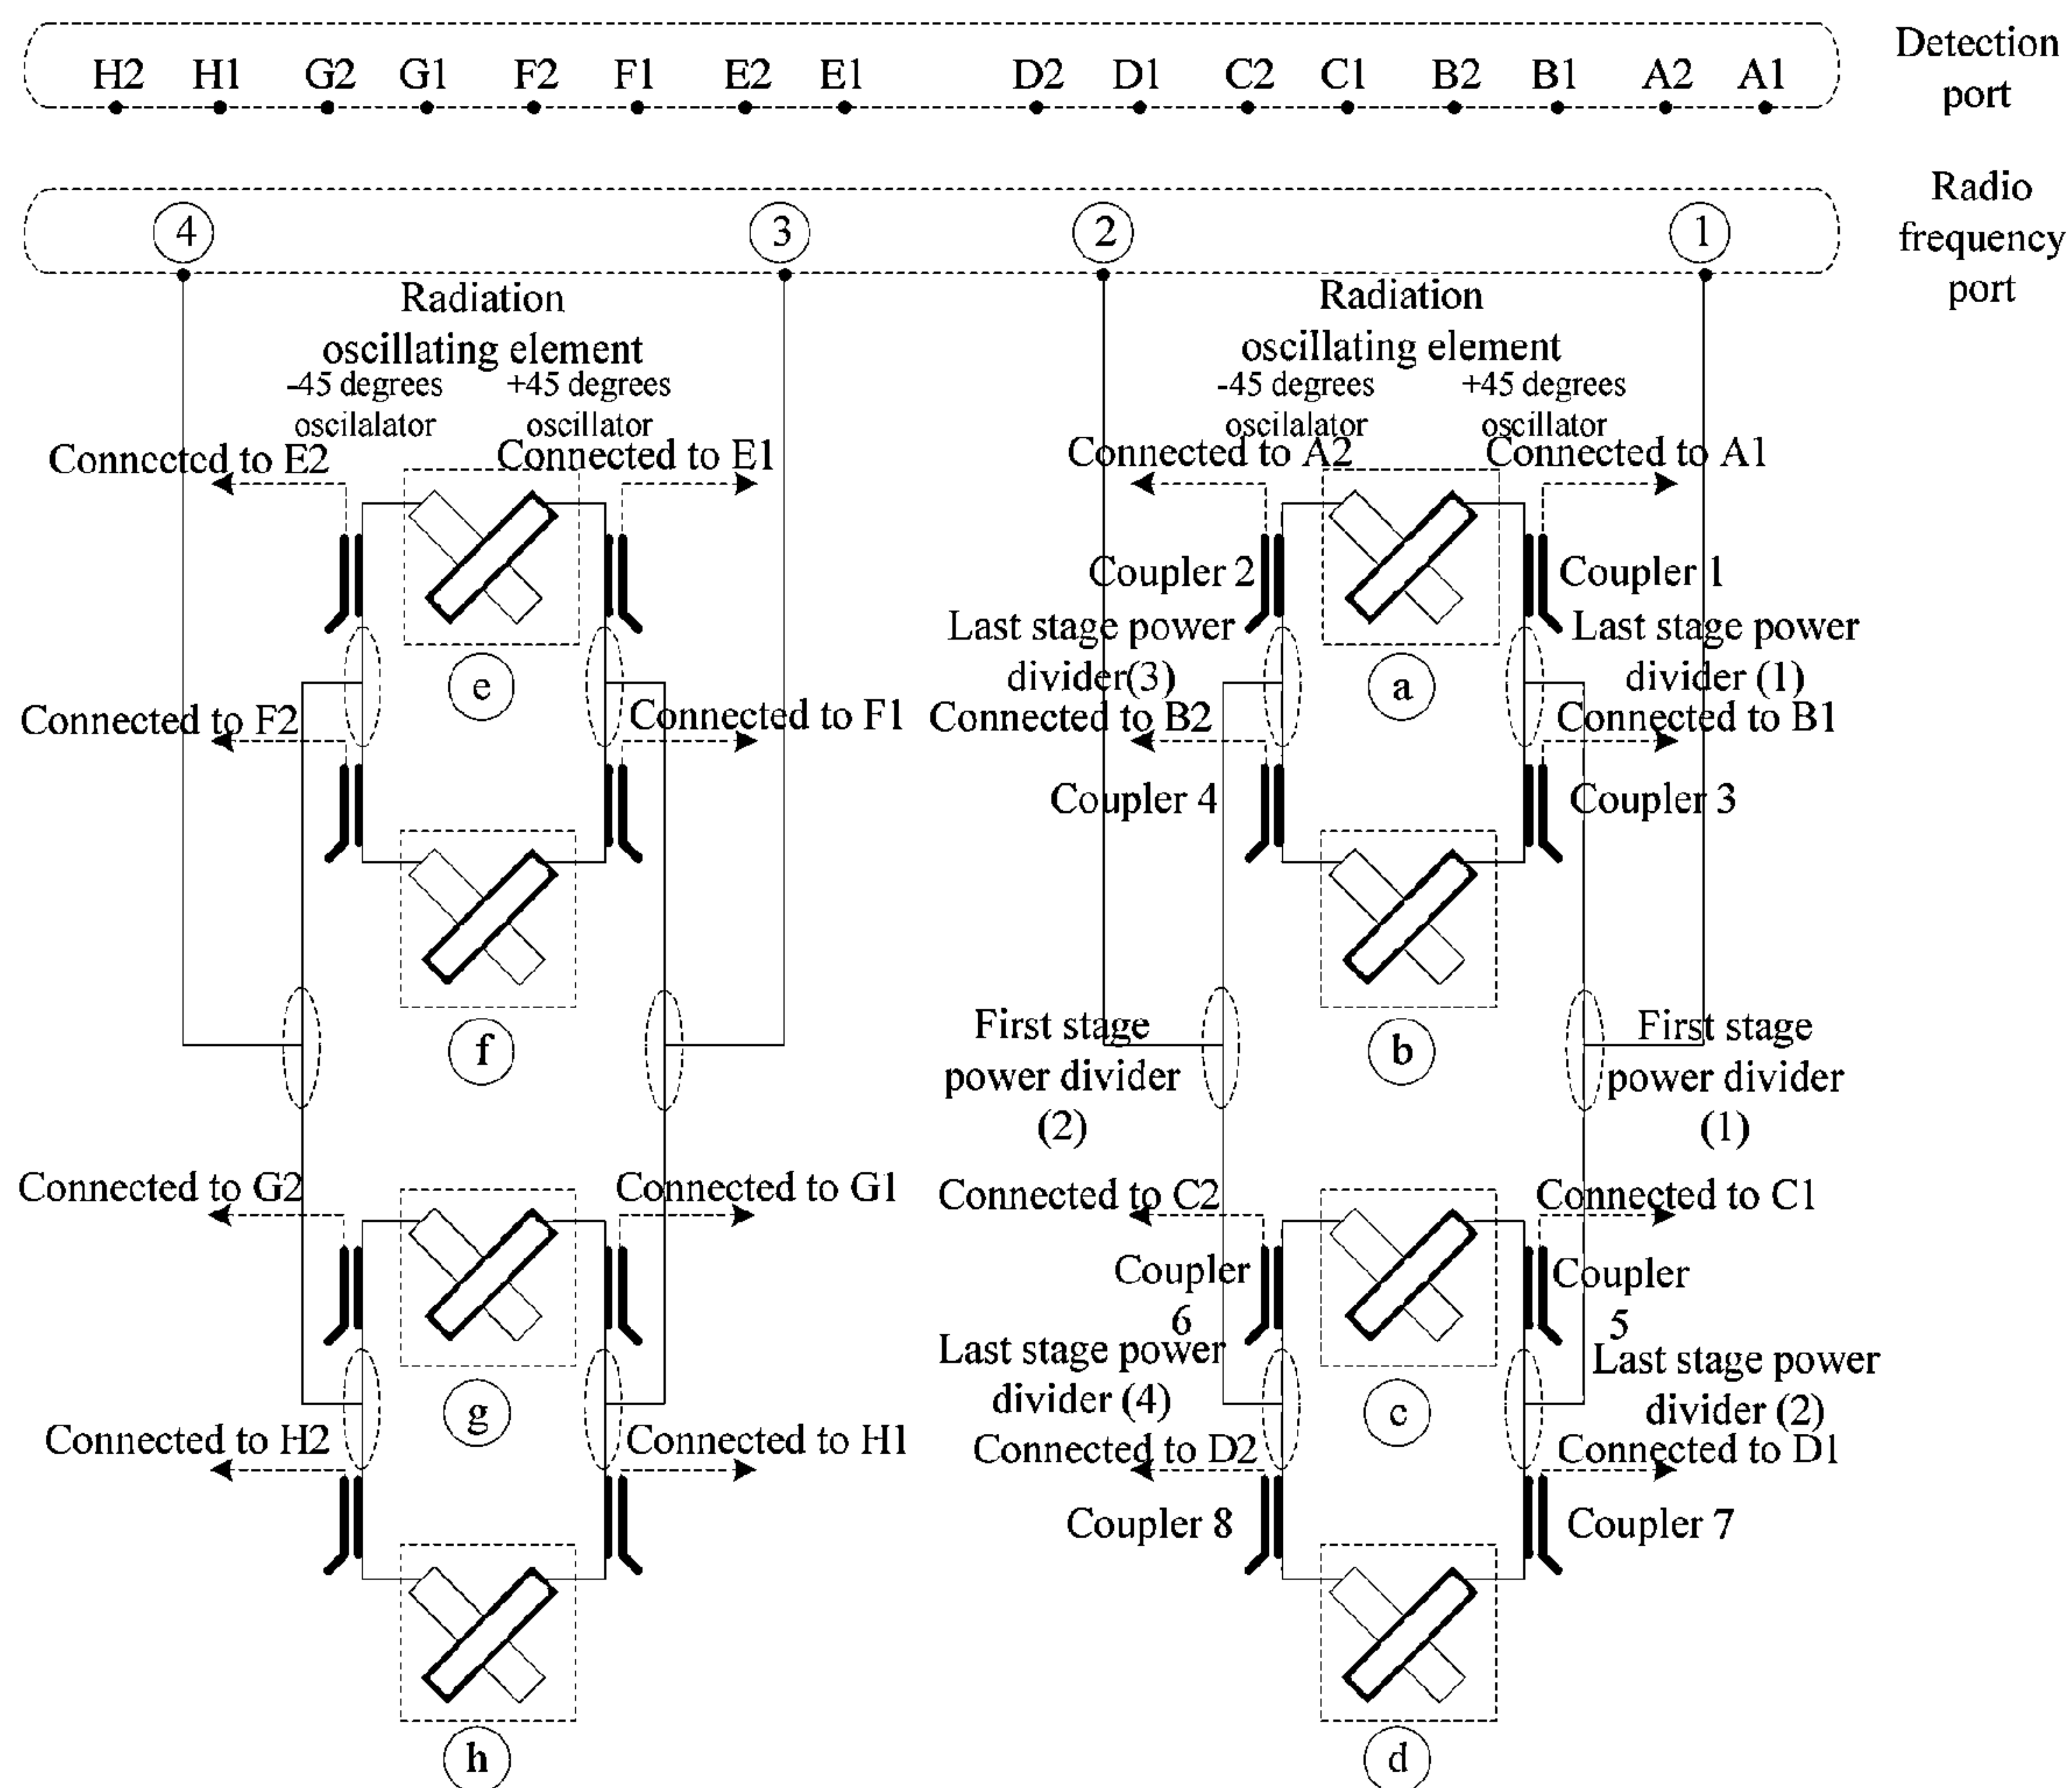 H2 H1 G2 G1 F2 F1 E2 E1 D2 D1 C2 C1 B2 B1 A2 A1
Detection
port
4 3 2 1
Radio
frequency
port
Radiation
oscillating element
-45 degrees
oscilalator
+45 degrees
oscillator
Connected to E2
Connected to E1
e
Connected to F2
Connected to F1
f
Connected to G2
Connected to G1
g
Connected to H2
Connected to H1
h
Radiation
oscillating element
-45 degrees
oscilalator
+45 degrees
oscillator
Connected to A2
Connected to A1
Coupler 2
Coupler 1
Last stage power
divider(3)
a
Last stage power
divider (1)
Connected to B2
Connected to B1
Coupler 4
Coupler 3
First stage
power divider
(2)
b
First stage
power divider
(1)
Connected to C2
Connected to C1
Coupler
6
Coupler
5
Last stage power
divider (4)
c
Last stage power
divider (2)
Connected to D2
Connected to D1
Coupler 8
Coupler 7
d